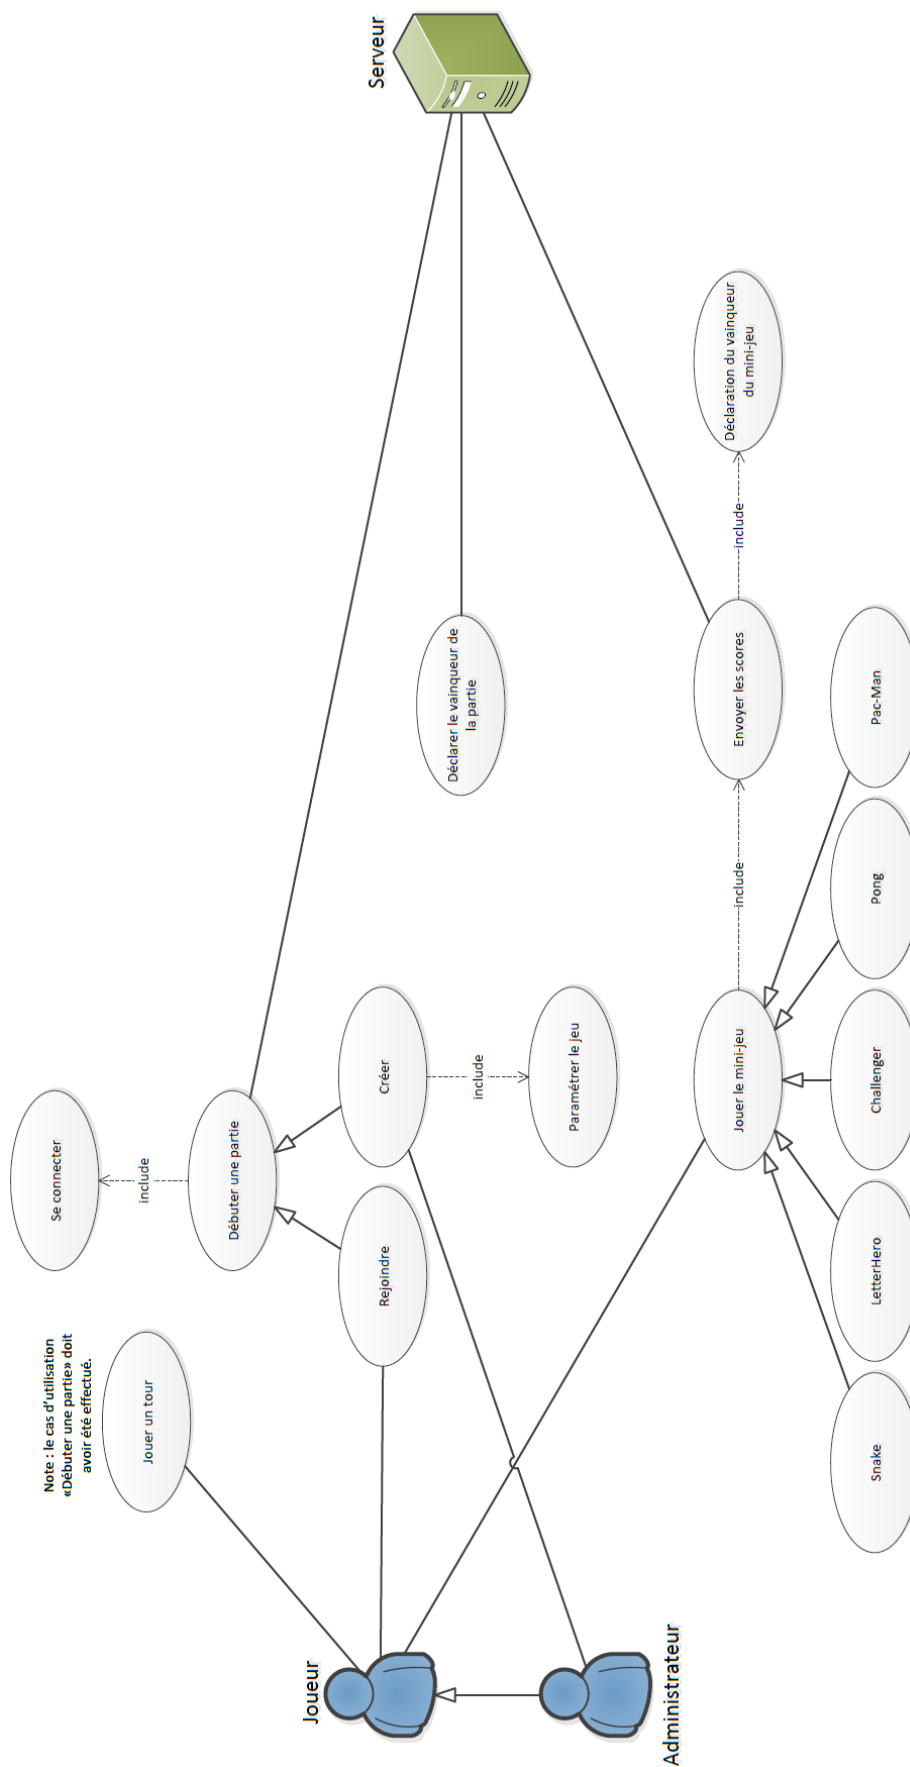 Note : le cas d'utilisation
«Débuter une partie» doit
avoir été effectué.
Jouer un tour
Se connecter
include
Débuter une partie
Rejoindre
Créer
include
Paramétrer le jeu
Joueur
Administrateur
Serveur
Déclarer le vainqueur de
la partie
Jouer le mini-jeu
include
Envoyer les scores
include
Déclaration du vainqueur
du mini-jeu
Snake
LetterHero
Challenger
Pong
Pac-Man